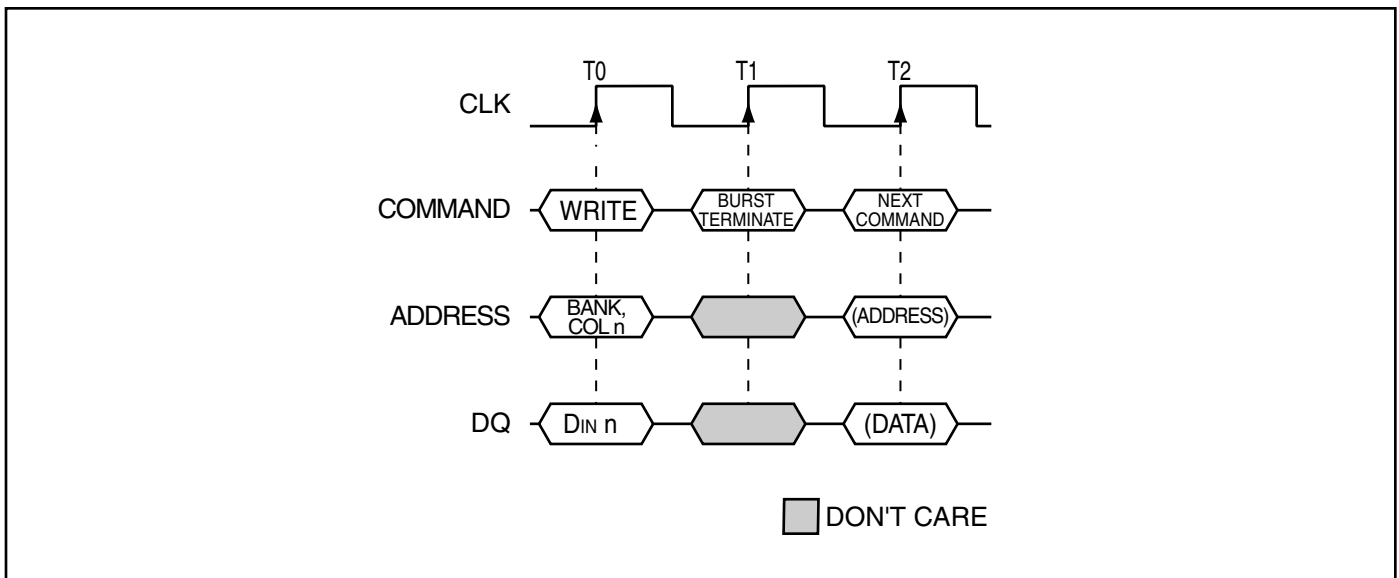 T0 T1 T2
CLK
COMMAND WRITE BURST TERMINATE NEXT COMMAND
ADDRESS BANK, COL n (ADDRESS)
DQ DIN n (DATA)
DON'T CARE